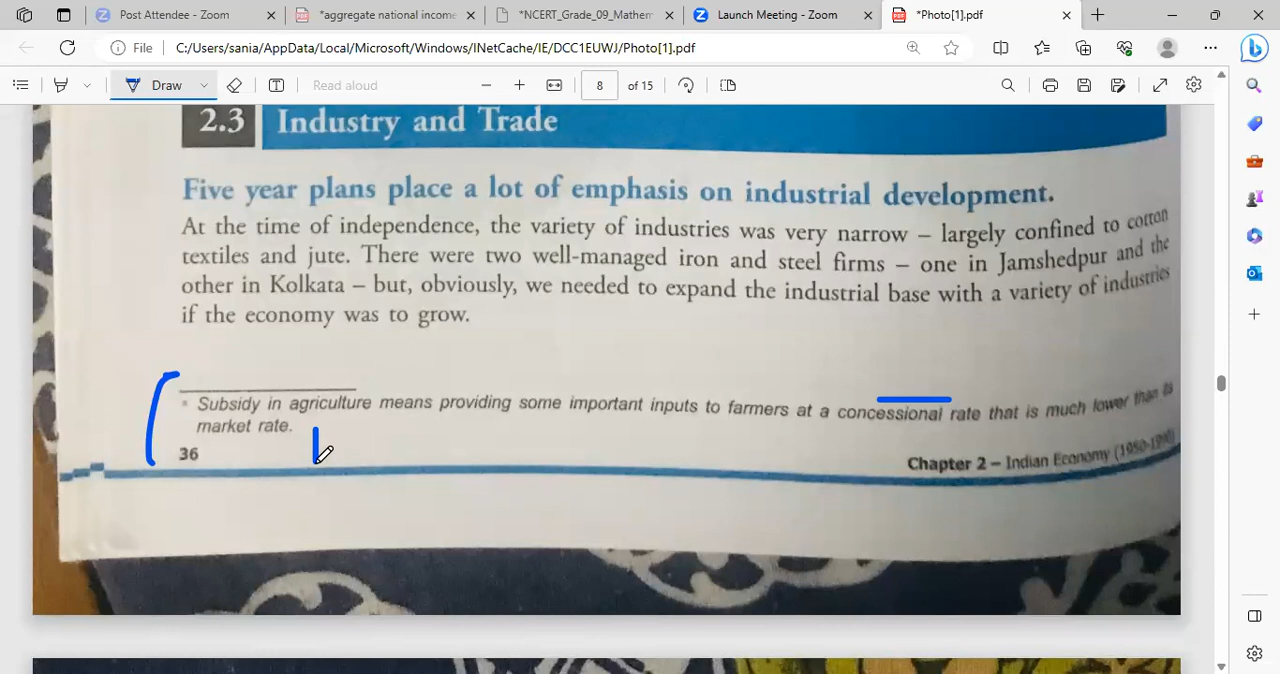 Post Attendee - Zoom
*aggregate national income
*NCERT_Grade_09_Mathem
Launch Meeting - Zoom
*Photo[1].pdf
File
C:/Users/sania/AppData/Local/Microsoft/Windows/INetCache/IE/DCC1EUWJ/Photo[1].pdf
Draw
Read aloud
8
of 15
2.3 Industry and Trade
Five year plans place a lot of emphasis on industrial development.
At the time of independence, the variety of industries was very narrow – largely confined to cotton
textiles and jute. There were two well-managed iron and steel firms – one in Jamshedpur and the
other in Kolkata – but, obviously, we needed to expand the industrial base with a variety of industries
if the economy was to grow.
* Subsidy in agriculture means providing some important inputs to farmers at a concessional rate that is much lower than its
market rate.
36
Chapter 2 – Indian Economy (1950-1990)